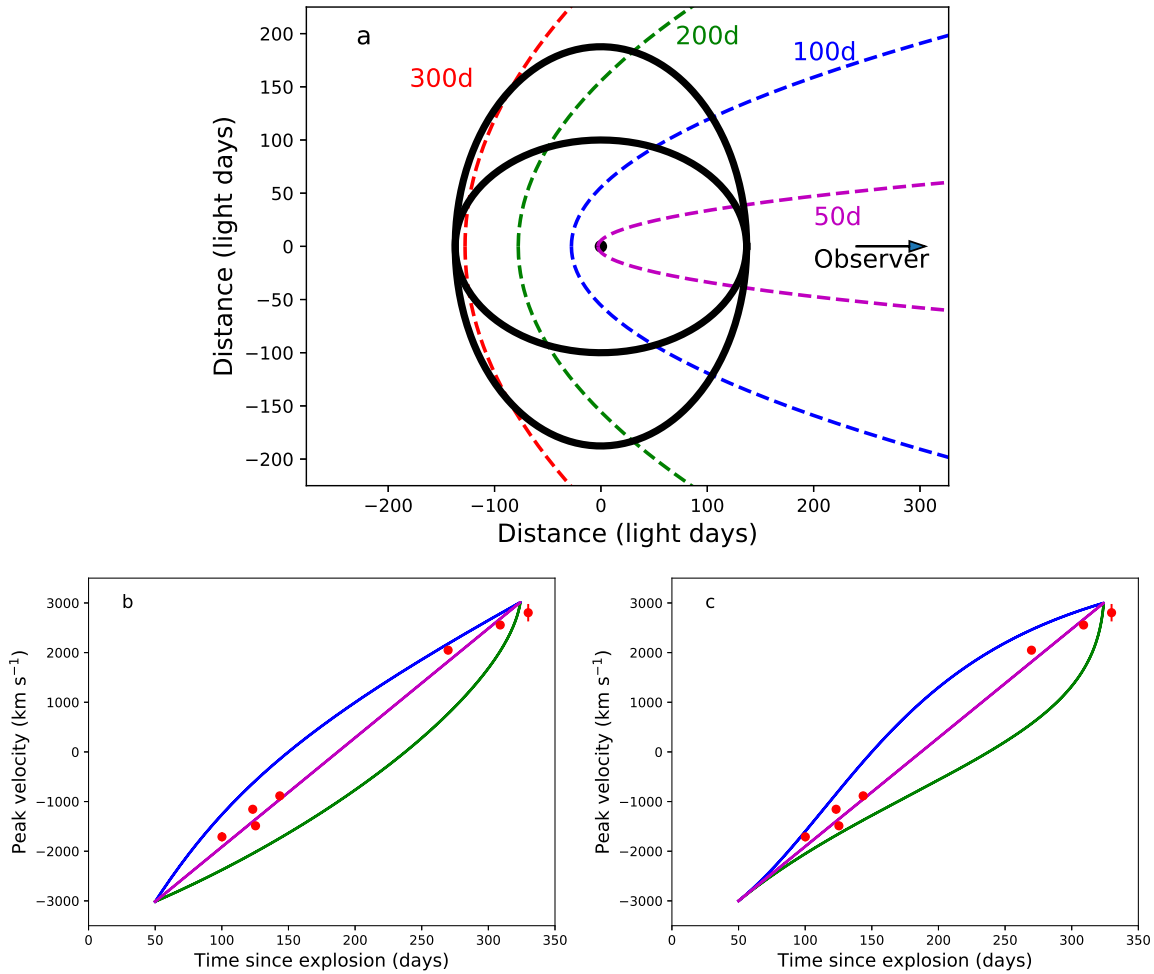 a
300d
200d
100d
50d
Observer
200
150
100
50
0
−50
−100
−150
−200
Distance (light days)
−200 −100 0 100 200 300
Distance (light days)
b
3000
2000
1000
0
−1000
−2000
−3000
Peak velocity (km s⁻¹)
0 50 100 150 200 250 300 350
Time since explosion (days)
c
3000
2000
1000
0
−1000
−2000
−3000
Peak velocity (km s⁻¹)
0 50 100 150 200 250 300 350
Time since explosion (days)